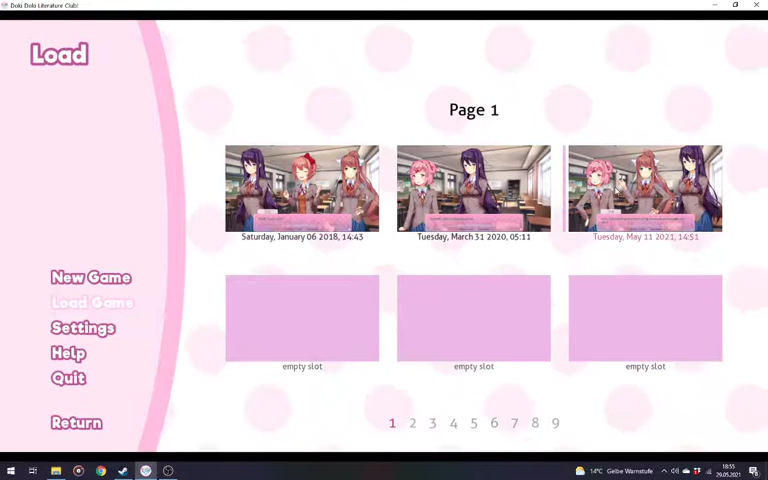 Doki Doki Literature Club!
Load
Page 1
Saturday, January 06 2018, 14:43
Tuesday, March 31 2020, 05:11
Tuesday, May 11 2021, 14:51
New Game
Load Game
Settings
Help
Quit
Return
empty slot
empty slot
empty slot
1 2 3 4 5 6 7 8 9
14°C Gelbe Warnstufe
18:55
29.05.2021